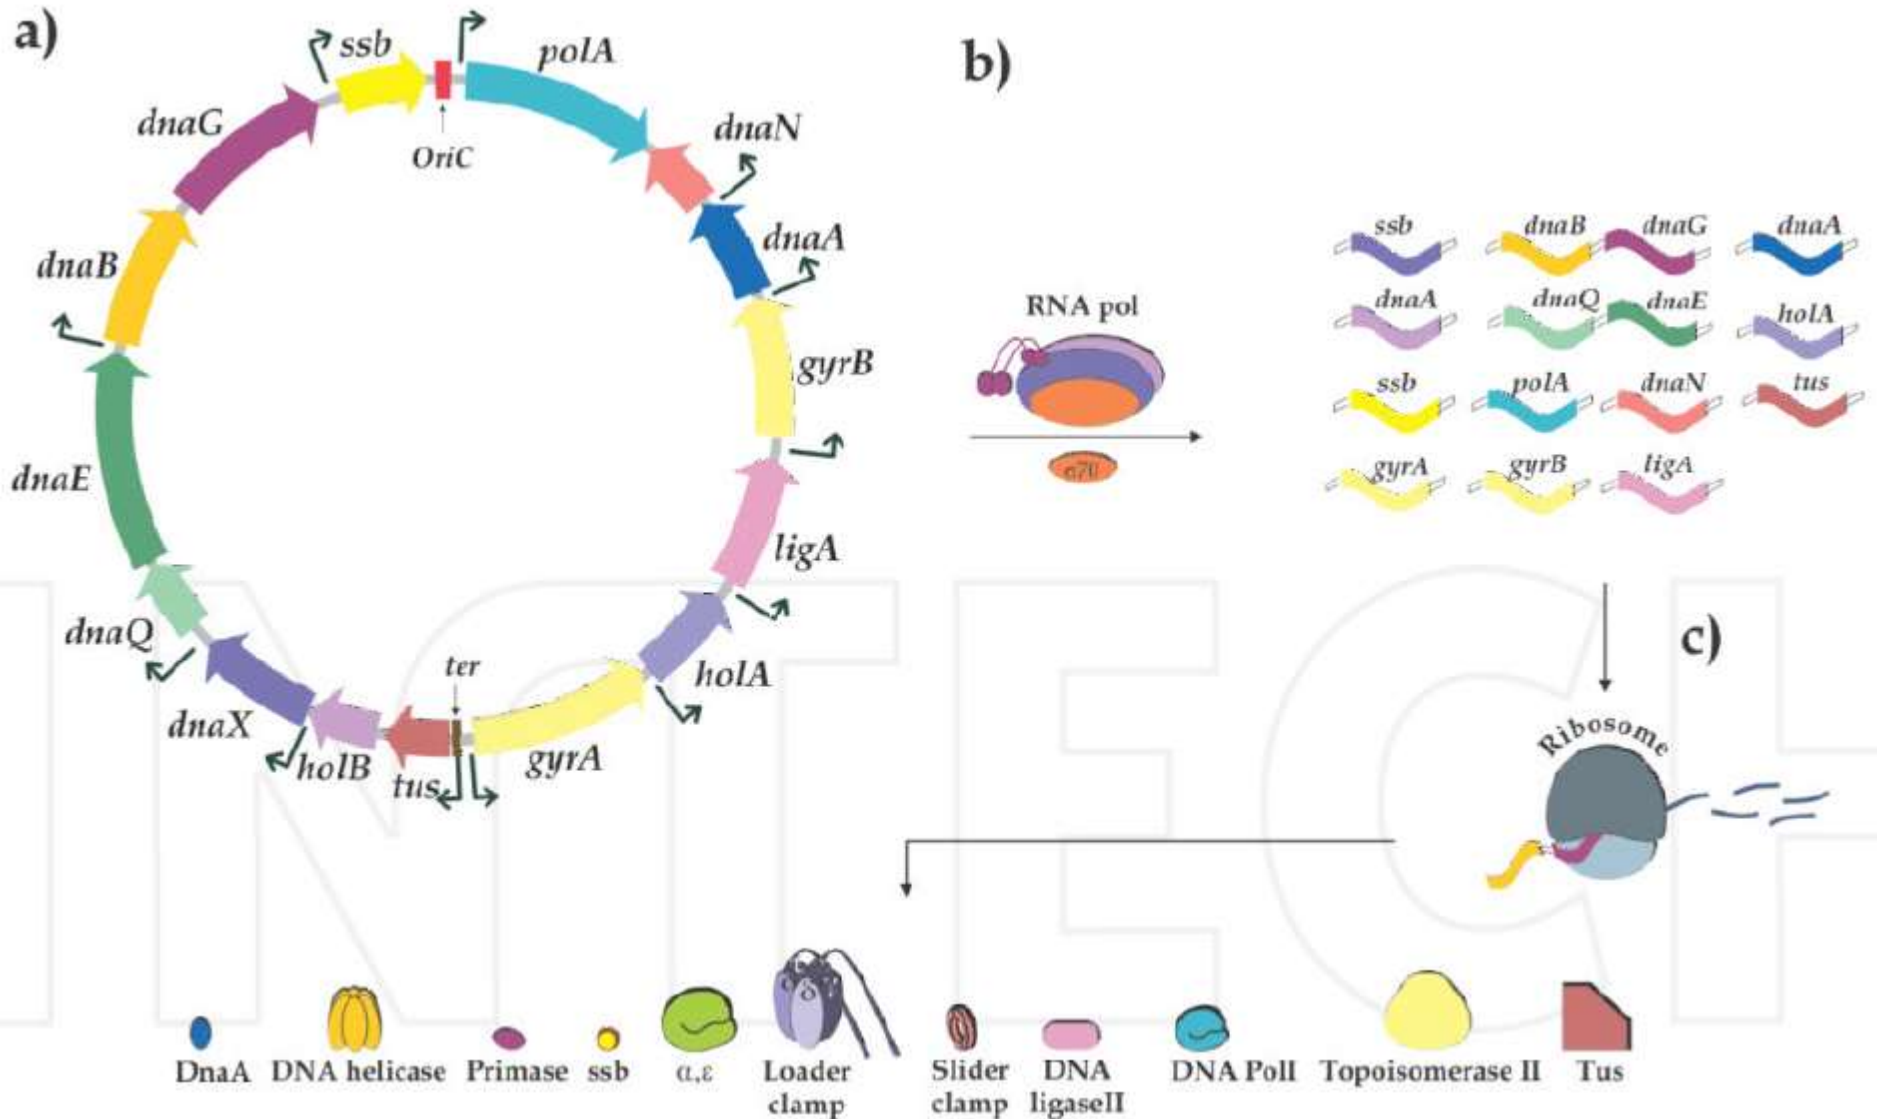 a)
ssb
polA
dnaG
OriC
dnaN
dnaB
dnaA
gyrB
dnaE
ligA
dnaQ
ter
holA
dnaX
holB
tus
gyrA
b)
RNA pol
σ70
ssb dnaB dnaG dnaA
dnaA dnaQ dnaE holA
ssb polA dnaN tus
gyrA gyrB ligA
c)
Ribosome
δ
DnaA DNA helicase Primase ssb α,ε Loader clamp Slider clamp DNA ligaseII DNA PolI Topoisomerase II Tus
INTECH